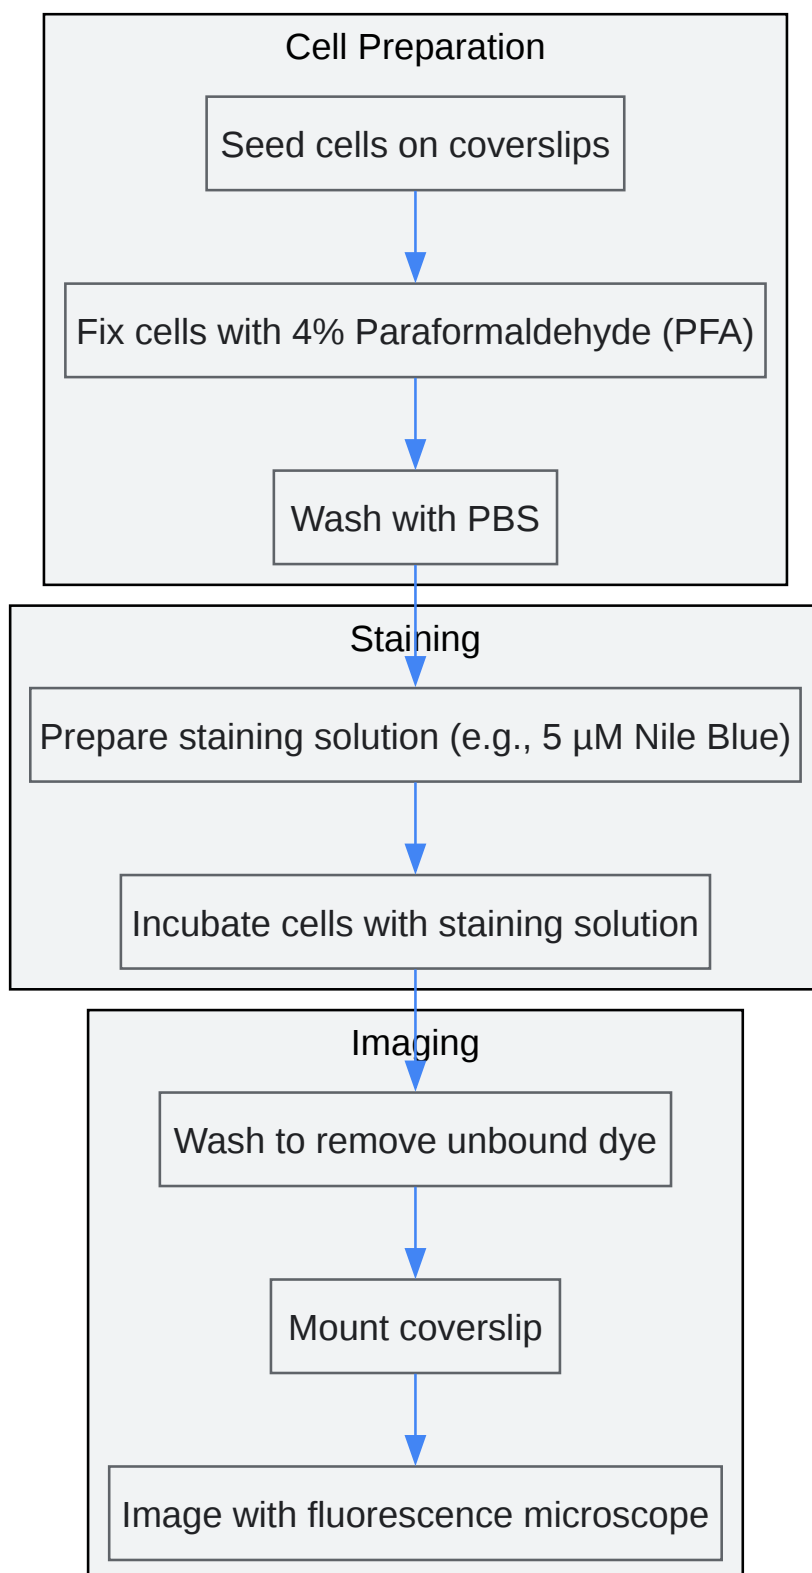 Cell Preparation
Seed cells on coverslips
Fix cells with 4% Paraformaldehyde (PFA)
Wash with PBS
Staining
Prepare staining solution (e.g., 5 µM Nile Blue)
Incubate cells with staining solution
Imaging
Wash to remove unbound dye
Mount coverslip
Image with fluorescence microscope